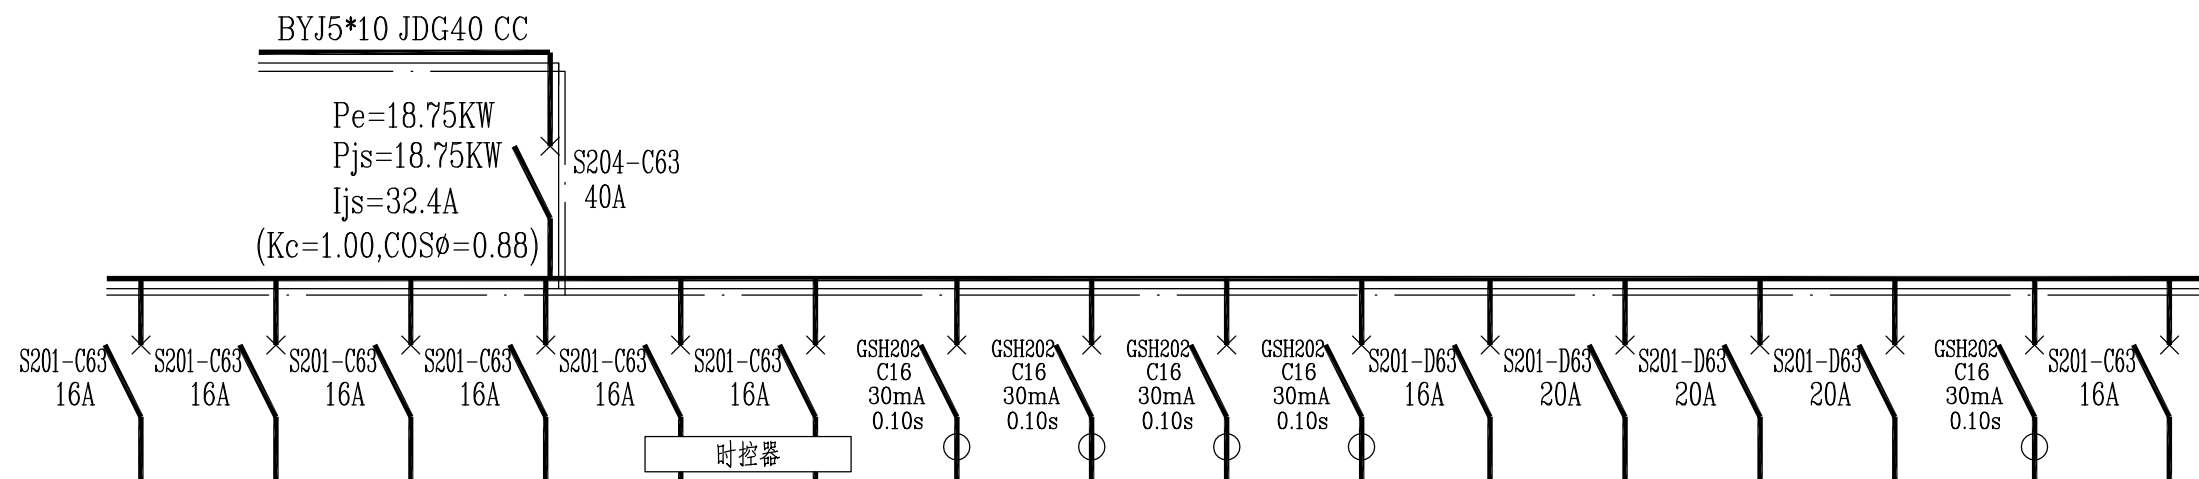 BYJ5*10 JDG40 CC
Pe=18.75KW
Pjs=18.75KW
Ijs=32.4A
(Kc=1.00,COSø=0.88)
S204-C63
40A
S201-C63
16A
S201-C63
16A
S201-C63
16A
S201-C63
16A
S201-C63
16A
S201-C63
16A
时控器
GSH202
C16
30mA
0.10s
GSH202
C16
30mA
0.10s
GSH202
C16
30mA
0.10s
GSH202
C16
30mA
0.10s
S201-D63
16A
S201-D63
20A
S201-D63
20A
S201-D63
20A
GSH202
C16
30mA
0.10s
S201-C63
16A